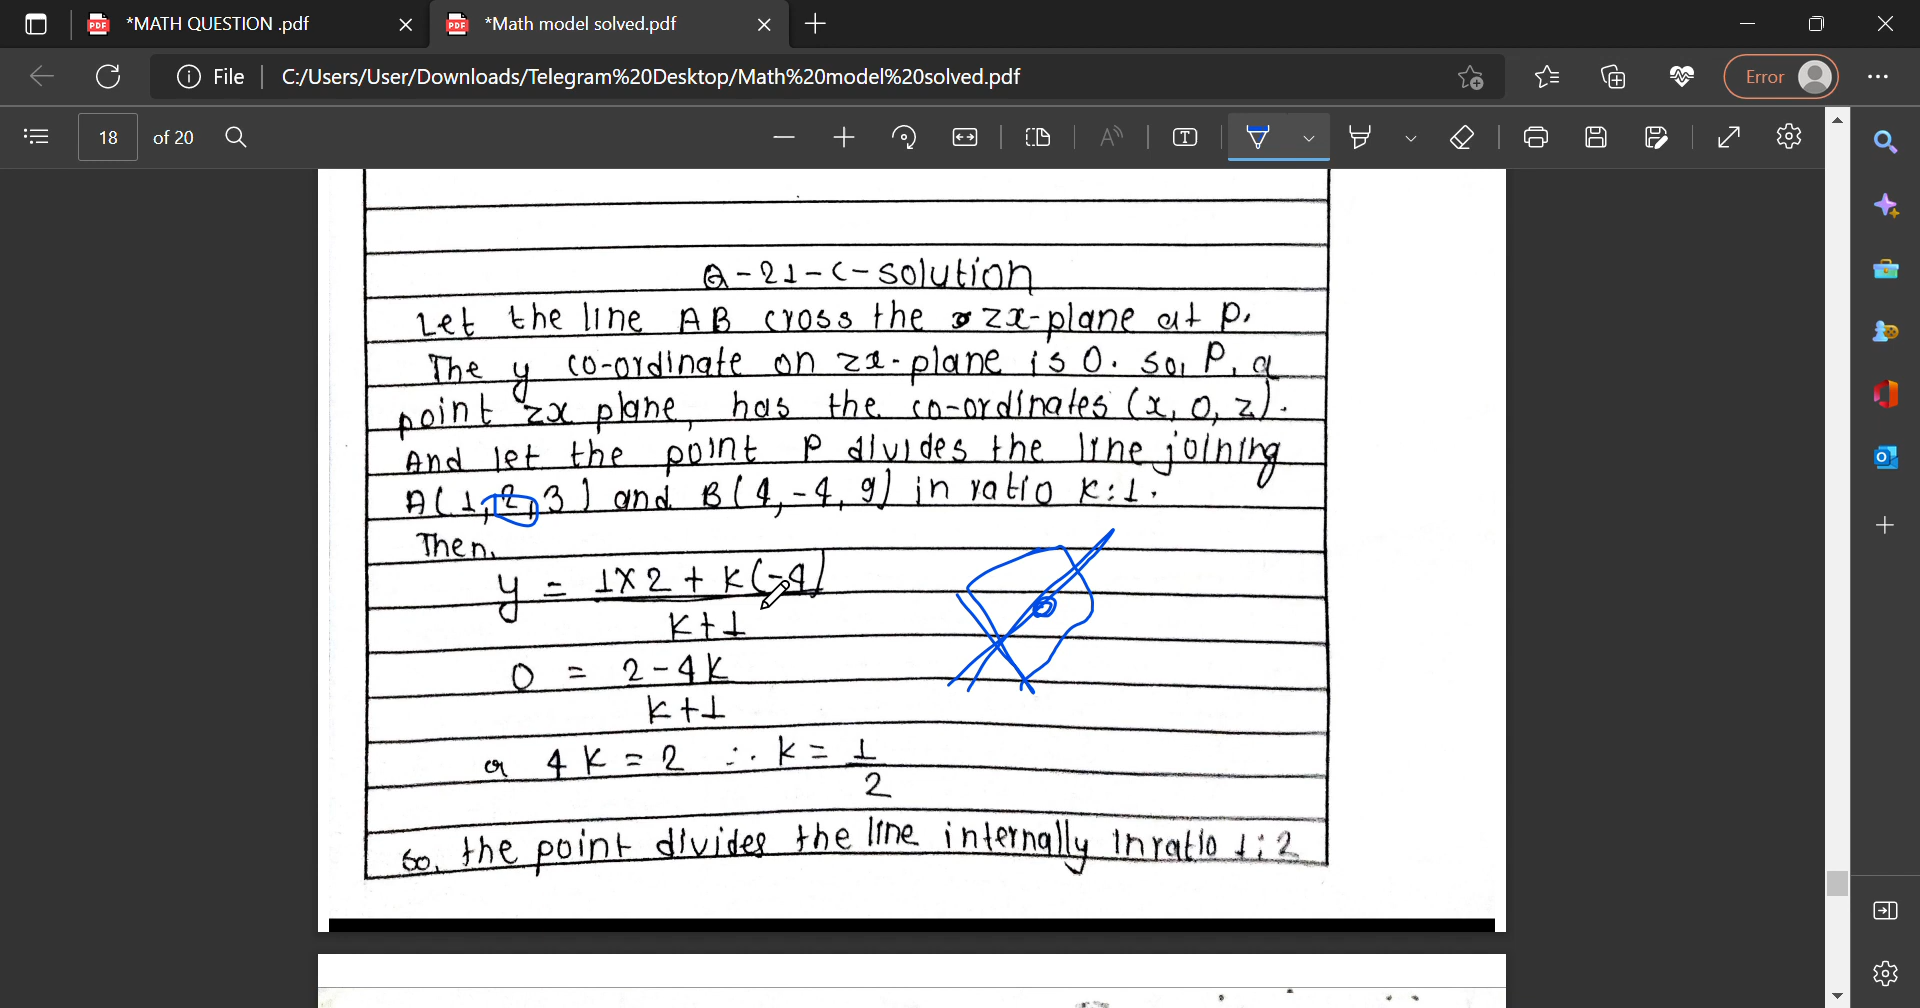 *MATH QUESTION .pdf
*Math model solved.pdf
File
C:/Users/User/Downloads/Telegram%20Desktop/Math%20model%20solved.pdf
Error
18 of 20
Q-21-C-solution
Let the line AB cross the zx-plane at P.
The y co-ordinate on zx-plane is 0. So, P, a
point zx plane, has the co-ordinates (x, 0, z).
And let the point P divides the line joining
A(1, 2, 3) and B(4, -4, 9) in ratio k:1.
Then,
y = 1×2 + k(-4)
k+1
0 = 2-4k
k+1
or 4k = 2 ∴ k = 1
2
So, the point divides the line internally in ratio 1:2